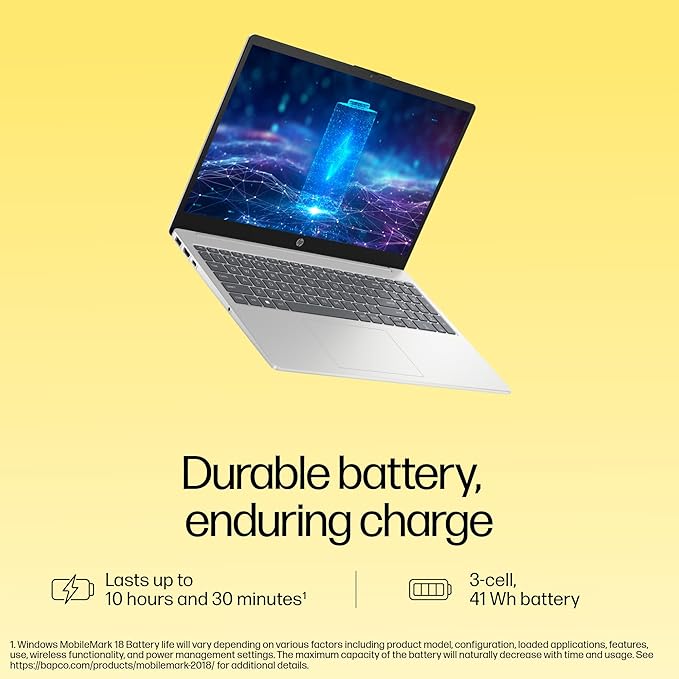 hp
Durable battery,
enduring charge
Lasts up to
10 hours and 30 minutes¹
3-cell,
41 Wh battery
1. Windows MobileMark 18 Battery life will vary depending on various factors including product model, configuration, loaded applications, features,
use, wireless functionality, and power management settings. The maximum capacity of the battery will naturally decrease with time and usage. See
https://bapco.com/products/mobilemark-2018/ for additional details.